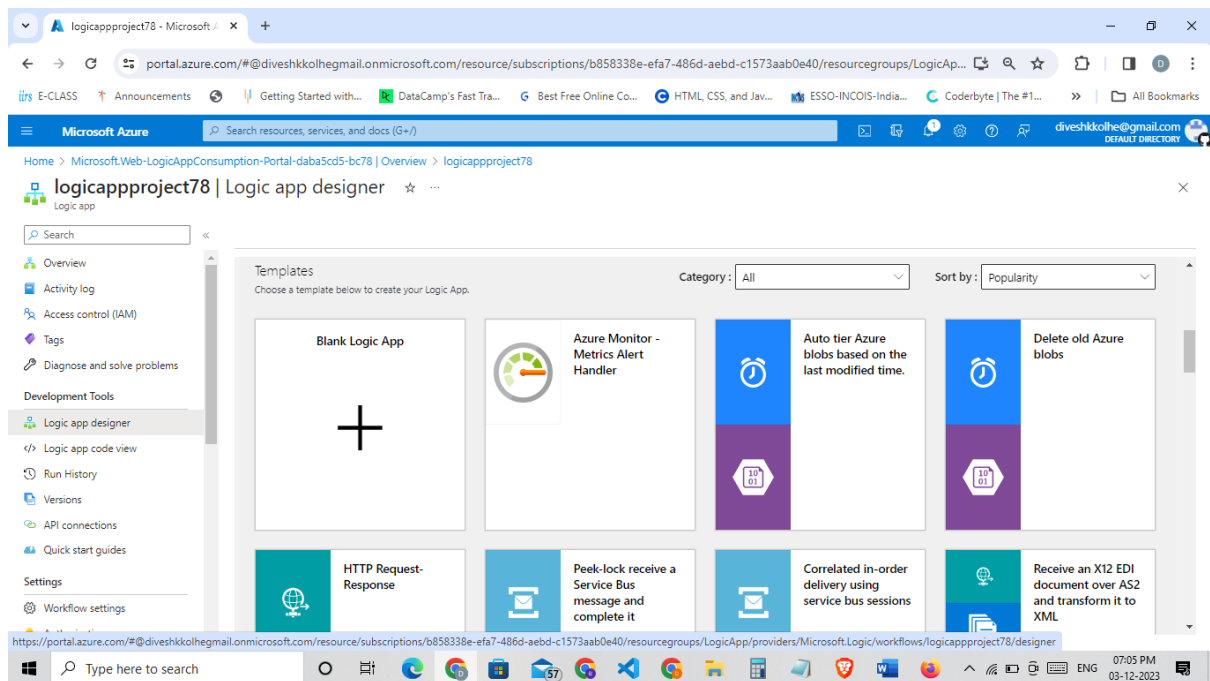 logicappproject78 - Microsoft A
portal.azure.com/#@diveshkkolhegmail.onmicrosoft.com/resource/subscriptions/b858338e-efa7-486d-aebd-c1573aab0e40/resourcegroups/LogicAp...
D
iirs E-CLASS
Announcements
Getting Started with...
DataCamp's Fast Tra...
G Best Free Online Co...
HTML, CSS, and Jav...
ESSO-INCOIS-India...
Coderbyte | The #1...
All Bookmarks
Microsoft Azure
Search resources, services, and docs (G+/)
1
diveshkkolhe@gmail.com
DEFAULT DIRECTORY
Home > Microsoft.Web-LogicAppConsumption-Portal-daba5cd5-bc78 | Overview > logicappproject78
logicappproject78 | Logic app designer
Logic app
Search
Overview
Activity log
Access control (IAM)
Tags
Diagnose and solve problems
Development Tools
Logic app designer
Logic app code view
Run History
Versions
API connections
Quick start guides
Settings
Workflow settings
Templates
Choose a template below to create your Logic App.
Category : All
Sort by : Popularity
Blank Logic App
Azure Monitor -
Metrics Alert
Handler
Auto tier Azure
blobs based on the
last modified time.
10
01
Delete old Azure
blobs
10
01
HTTP Request-
Response
Peek-lock receive a
Service Bus
message and
complete it
Correlated in-order
delivery using
service bus sessions
Receive an X12 EDI
document over AS2
and transform it to
XML
https://portal.azure.com/#@diveshkkolhegmail.onmicrosoft.com/resource/subscriptions/b858338e-efa7-486d-aebd-c1573aab0e40/resourcegroups/LogicApp/providers/Microsoft.Logic/workflows/logicappproject78/designer
Type here to search
57
ENG
07:05 PM
03-12-2023